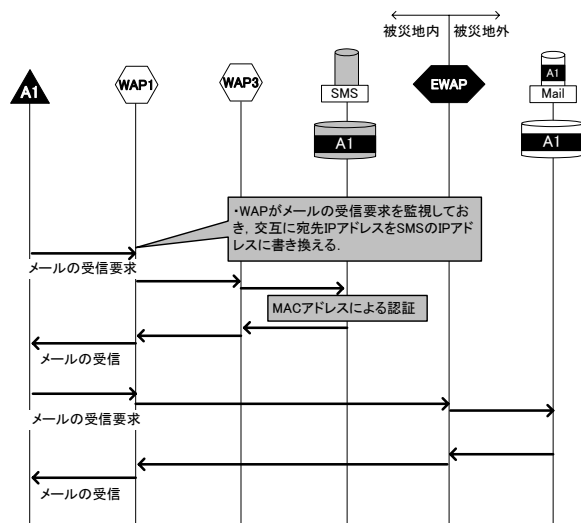 被災地内
被災地外
A1
WAP1
WAP3
SMS
EWAP
A1
Mail
A1
A1
・WAPがメールの受信要求を監視してお
き，交互に宛先IPアドレスをSMSのIPアド
レスに書き換える．
メールの受信要求
MACアドレスによる認証
メールの受信
メールの受信要求
メールの受信